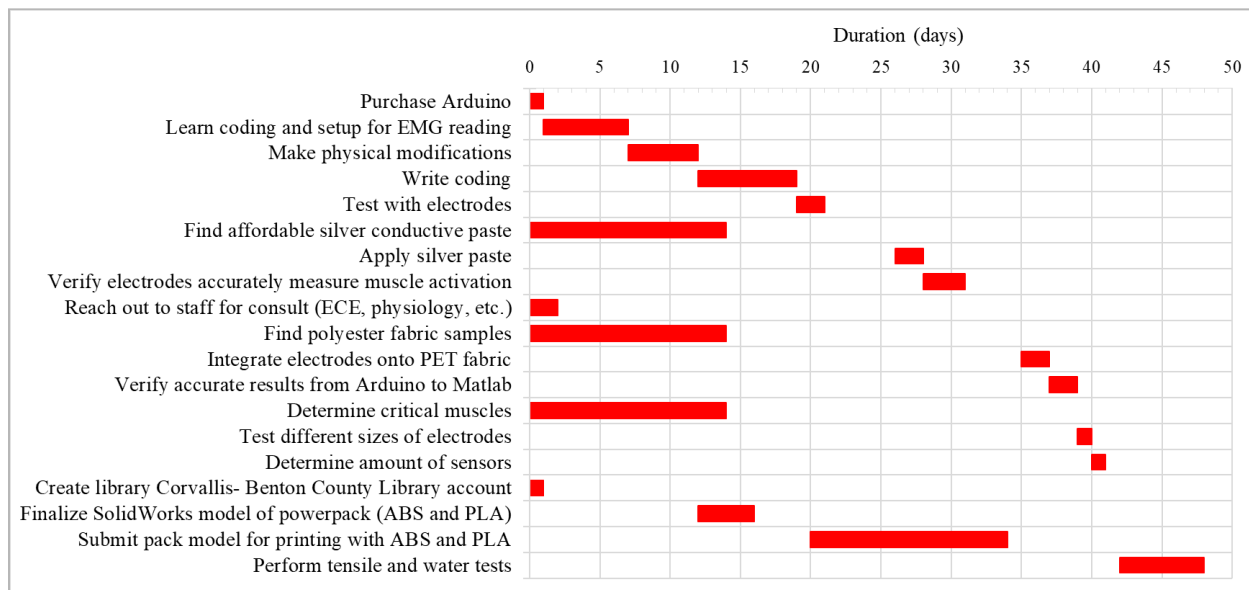 Duration (days)
0 5 10 15 20 25 30 35 40 45 50
Purchase Arduino
Learn coding and setup for EMG reading
Make physical modifications
Write coding
Test with electrodes
Find affordable silver conductive paste
Apply silver paste
Verify electrodes accurately measure muscle activation
Reach out to staff for consult (ECE, physiology, etc.)
Find polyester fabric samples
Integrate electrodes onto PET fabric
Verify accurate results from Arduino to Matlab
Determine critical muscles
Test different sizes of electrodes
Determine amount of sensors
Create library Corvallis- Benton County Library account
Finalize SolidWorks model of powerpack (ABS and PLA)
Submit pack model for printing with ABS and PLA
Perform tensile and water tests